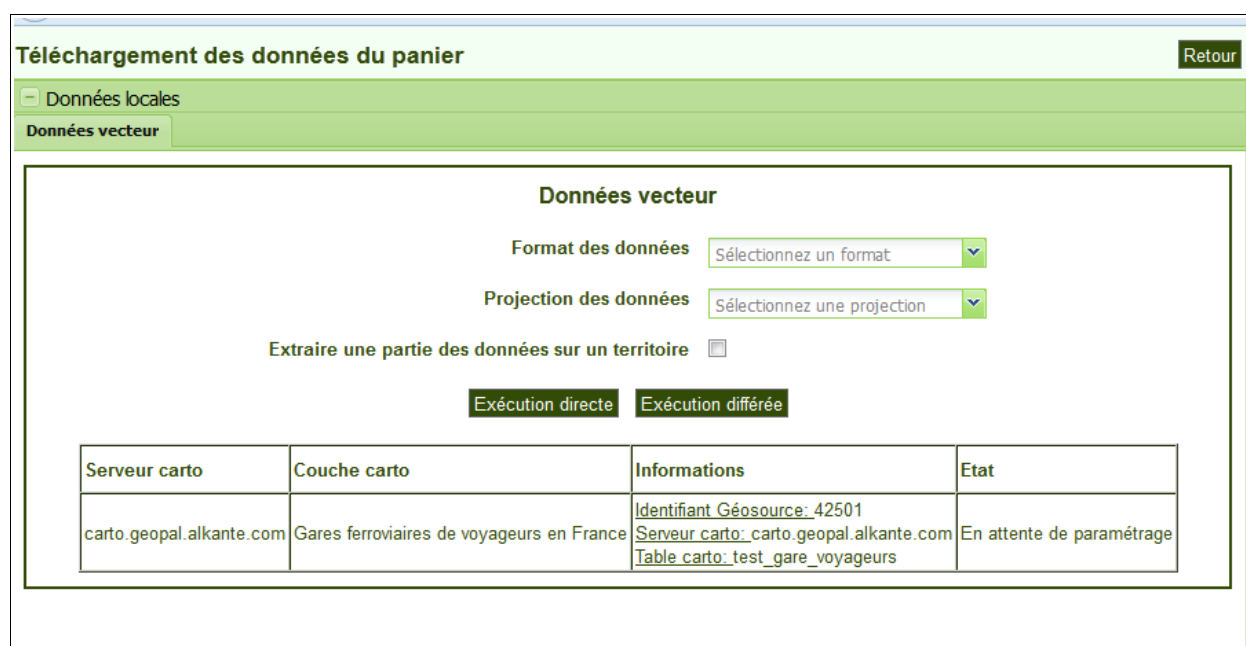 Téléchargement des données du panier
Retour
Données locales
Données vecteur
Données vecteur
Format des données
Sélectionnez un format
Projection des données
Sélectionnez une projection
Extraire une partie des données sur un territoire
Exécution directe
Exécution différée
Serveur carto
Couche carto
Informations
Etat
carto.geopal.alkante.com
Gares ferroviaires de voyageurs en France
Identifiant Géosource: 42501
Serveur carto: carto.geopal.alkante.com
Table carto: test_gare_voyageurs
En attente de paramétrage